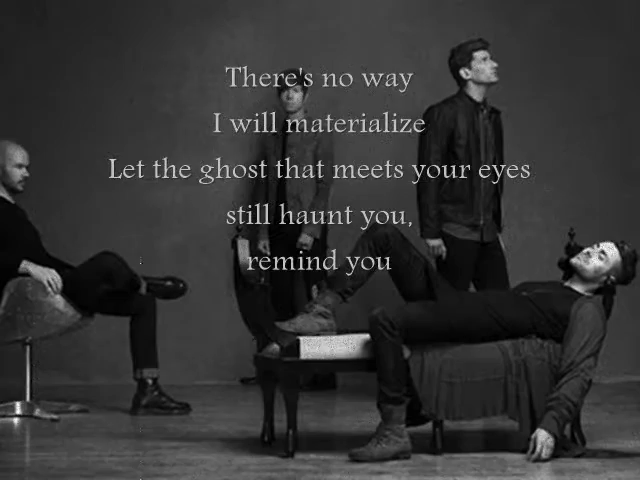 There's no way
I will materialize
Let the ghost that meets your eyes
still haunt you,
remind you